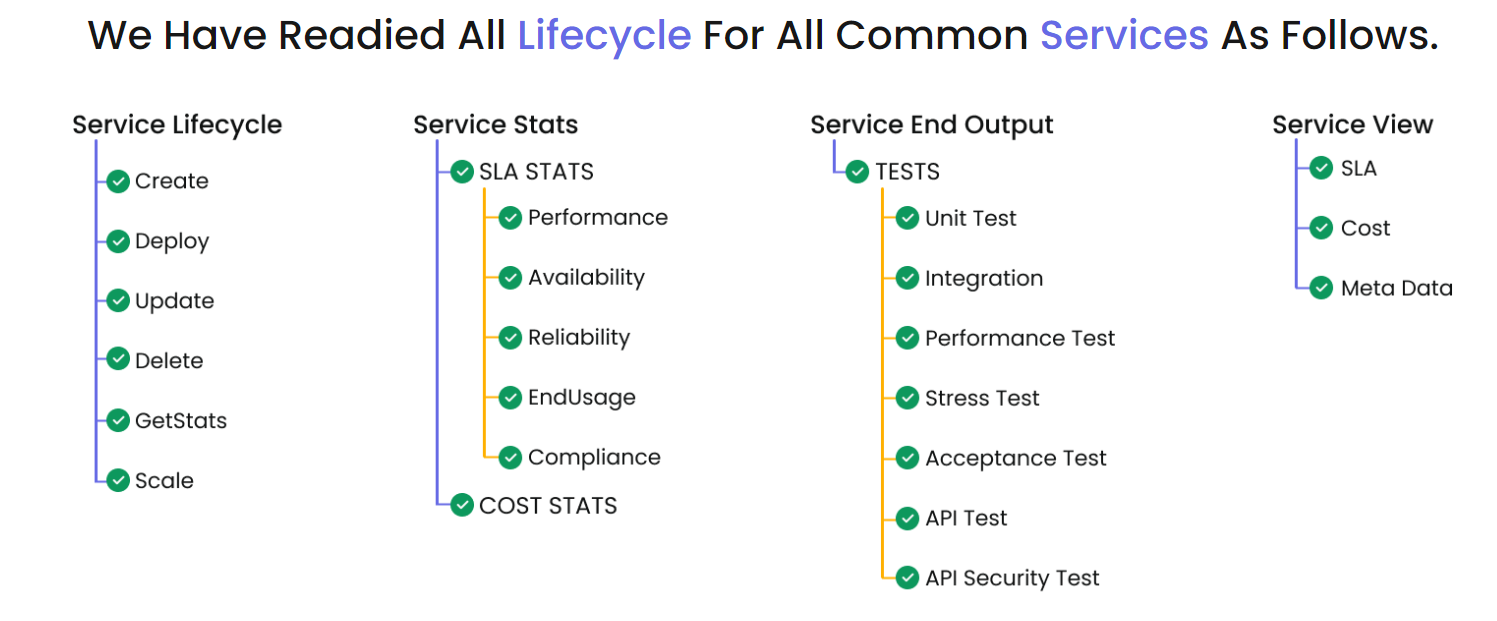 We Have Readied All Lifecycle For All Common Services As Follows.
Service Lifecycle
Create
Deploy
Update
Delete
GetStats
Scale
Service Stats
SLA STATS
Performance
Availability
Reliability
EndUsage
Compliance
COST STATS
Service End Output
TESTS
Unit Test
Integration
Performance Test
Stress Test
Acceptance Test
API Test
API Security Test
Service View
SLA
Cost
Meta Data